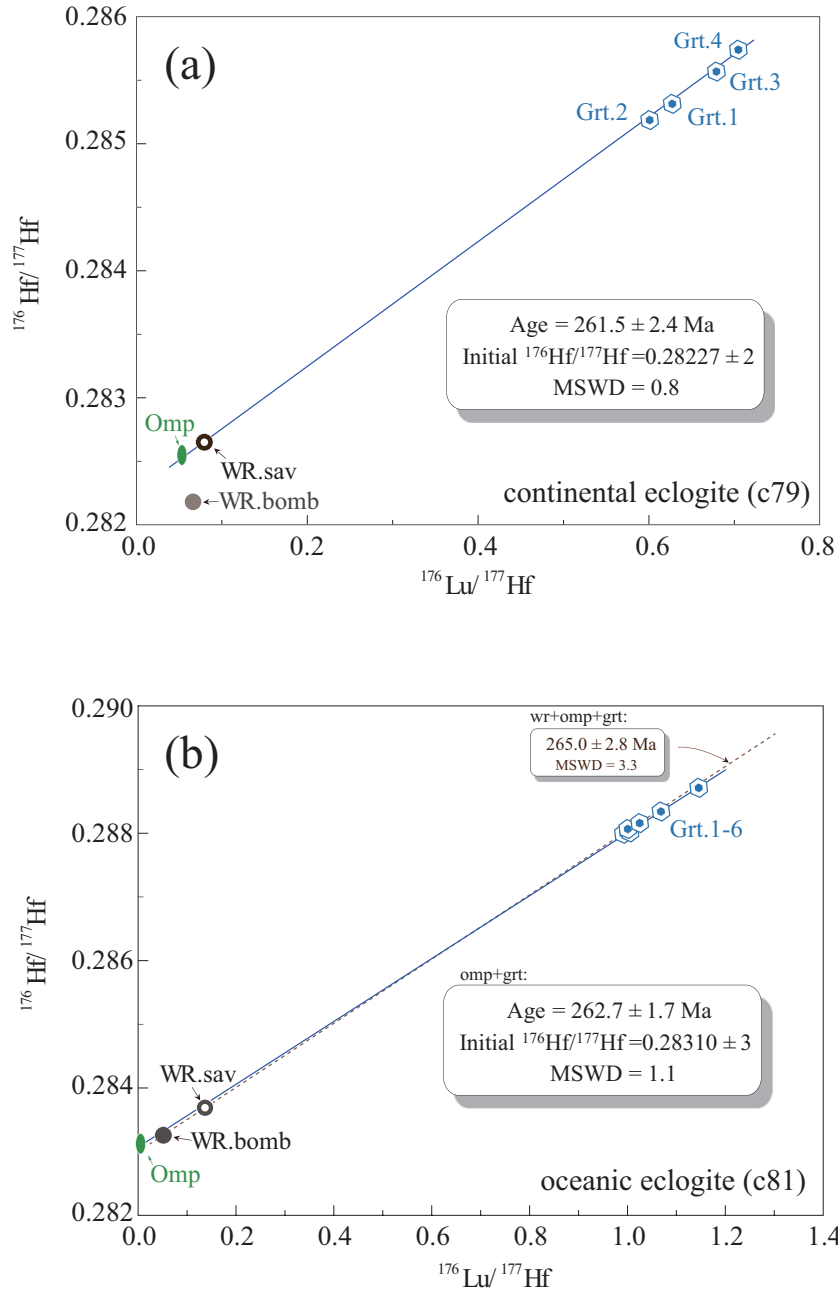 (a)
0.286
0.285
0.284
0.283
0.282
¹⁷⁶Hf/¹⁷⁷Hf
Grt.4
Grt.3
Grt.2
Grt.1
Age = 261.5 ± 2.4 Ma
Initial ¹⁷⁶Hf/¹⁷⁷Hf =0.28227 ± 2
MSWD = 0.8
Omp
WR.sav
WR.bomb
continental eclogite (c79)
0.0 0.2 0.4 0.6 0.8
¹⁷⁶Lu/¹⁷⁷Hf
(b)
0.290
0.288
0.286
0.284
0.282
¹⁷⁶Hf/¹⁷⁷Hf
wr+omp+grt:
265.0 ± 2.8 Ma
MSWD = 3.3
Grt.1-6
omp+grt:
Age = 262.7 ± 1.7 Ma
Initial ¹⁷⁶Hf/¹⁷⁷Hf =0.28310 ± 3
MSWD = 1.1
WR.sav
WR.bomb
Omp
oceanic eclogite (c81)
0.0 0.2 0.4 0.6 0.8 1.0 1.2 1.4
¹⁷⁶Lu/¹⁷⁷Hf